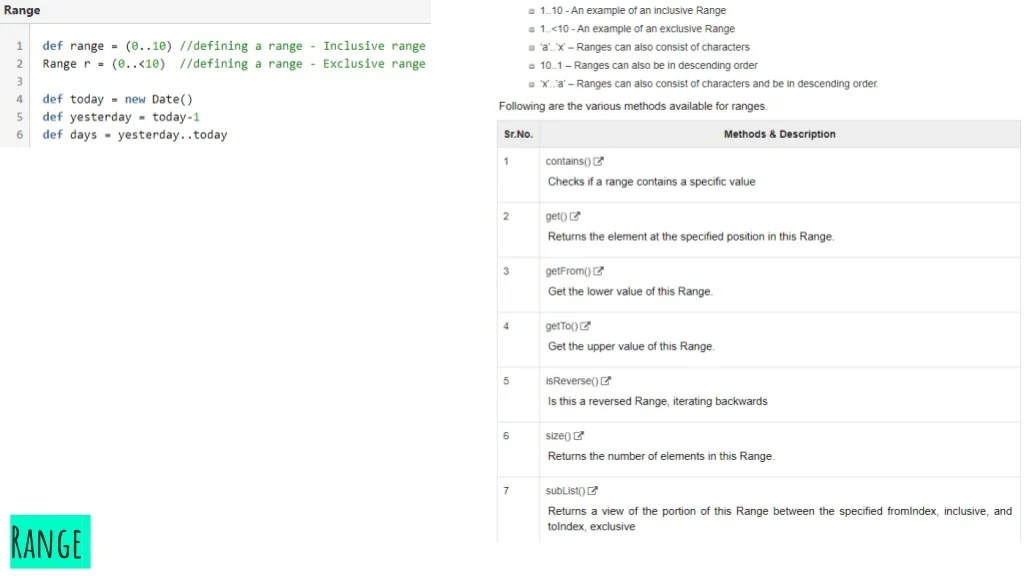 Range
1 def range = (0..10) //defining a range - Inclusive range
2 Range r = (0..<10) //defining a range - Exclusive range
3
4 def today = new Date()
5 def yesterday = today-1
6 def days = yesterday..today
1..10 - An example of an inclusive Range
1..<10 - An example of an exclusive Range
'a'..'x' – Ranges can also consist of characters
10..1 – Ranges can also be in descending order
'x'..'a' – Ranges can also consist of characters and be in descending order.
Following are the various methods available for ranges.
Sr.No. Methods & Description
1 contains()
Checks if a range contains a specific value
2 get()
Returns the element at the specified position in this Range.
3 getFrom()
Get the lower value of this Range.
4 getTo()
Get the upper value of this Range.
5 isReverse()
Is this a reversed Range, iterating backwards
6 size()
Returns the number of elements in this Range.
7 subList()
Returns a view of the portion of this Range between the specified fromIndex, inclusive, and
toIndex, exclusive
RANGE